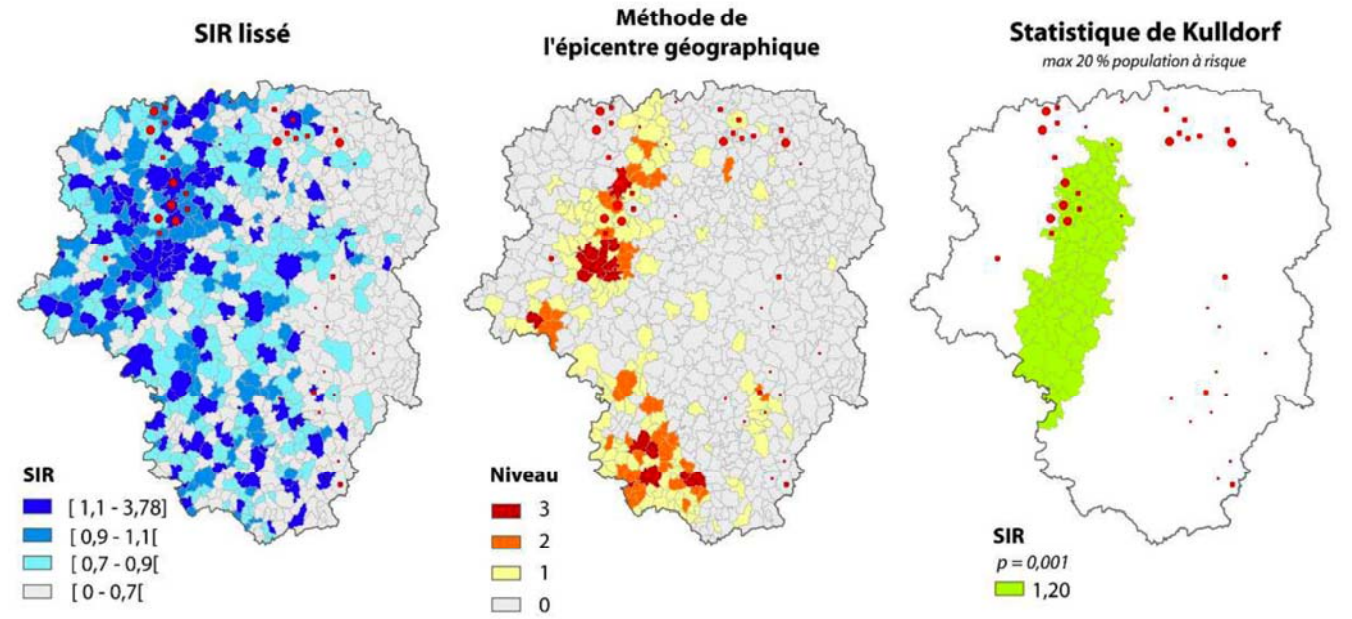 SIR lissé
SIR
[ 1,1 - 3,78]
[ 0,9 - 1,1[
[ 0,7 - 0,9[
[ 0 - 0,7[
Méthode de
l'épicentre géographique
Niveau
3
2
1
0
Statistique de Kulldorf
max 20 % population à risque
SIR
p = 0,001
1,20